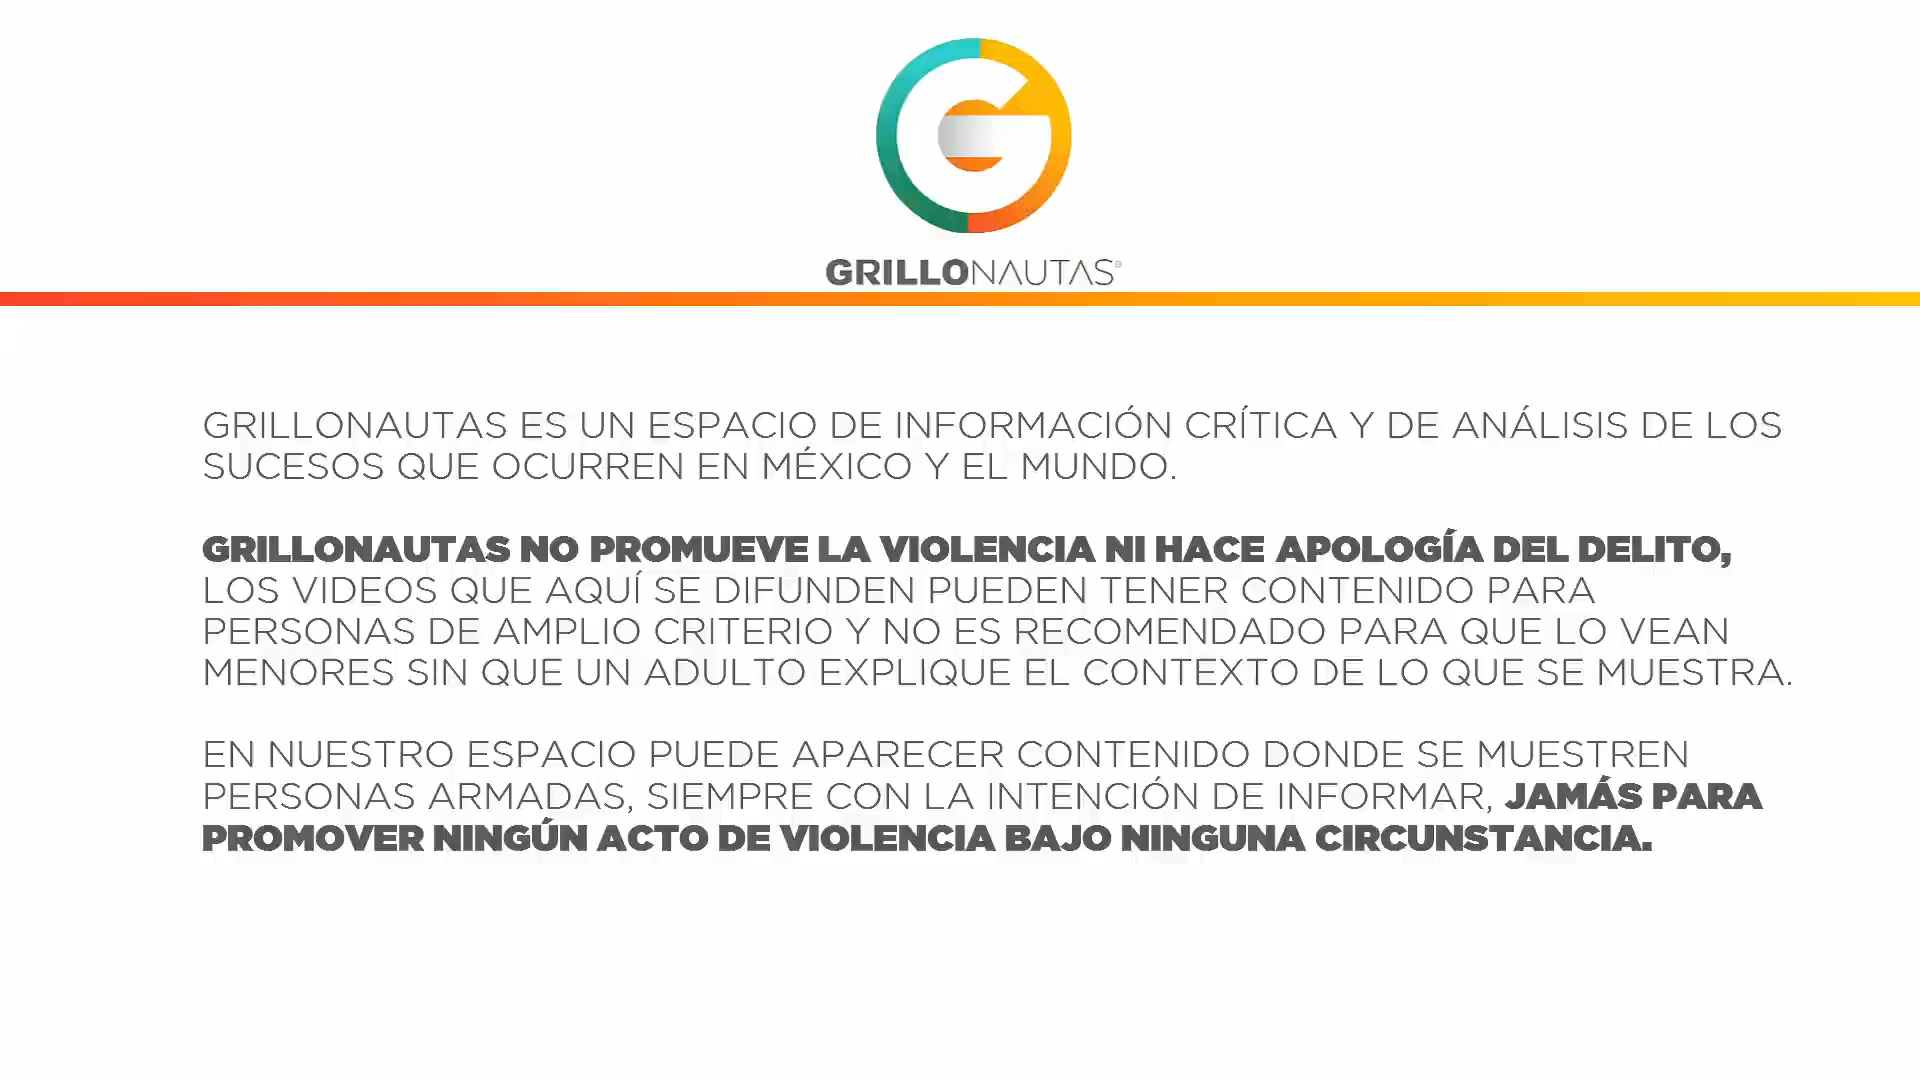 GRILLONAUTAS®
GRILLONAUTAS ES UN ESPACIO DE INFORMACIÓN CRÍTICA Y DE ANÁLISIS DE LOS
SUCESOS QUE OCURREN EN MÉXICO Y EL MUNDO.
GRILLONAUTAS NO PROMUEVE LA VIOLENCIA NI HACE APOLOGÍA DEL DELITO,
LOS VIDEOS QUE AQUÍ SE DIFUNDEN PUEDEN TENER CONTENIDO PARA
PERSONAS DE AMPLIO CRITERIO Y NO ES RECOMENDADO PARA QUE LO VEAN
MENORES SIN QUE UN ADULTO EXPLIQUE EL CONTEXTO DE LO QUE SE MUESTRA.
EN NUESTRO ESPACIO PUEDE APARECER CONTENIDO DONDE SE MUESTREN
PERSONAS ARMADAS, SIEMPRE CON LA INTENCIÓN DE INFORMAR, JAMÁS PARA
PROMOVER NINGÚN ACTO DE VIOLENCIA BAJO NINGUNA CIRCUNSTANCIA.